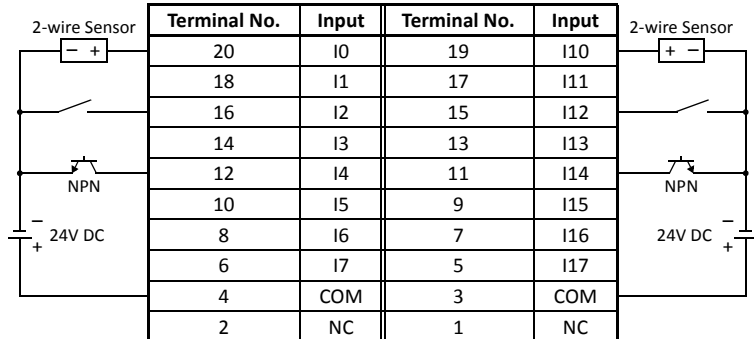 Terminal No. Input Terminal No. Input
2-wire Sensor 2-wire Sensor
− + 20 I0 19 I10 + −
18 I1 17 I11
16 I2 15 I12
14 I3 13 I13
12 I4 11 I14
NPN NPN
10 I5 9 I15
− −
24V DC 8 I6 7 I16 24V DC
+ +
6 I7 5 I17
4 COM 3 COM
2 NC 1 NC